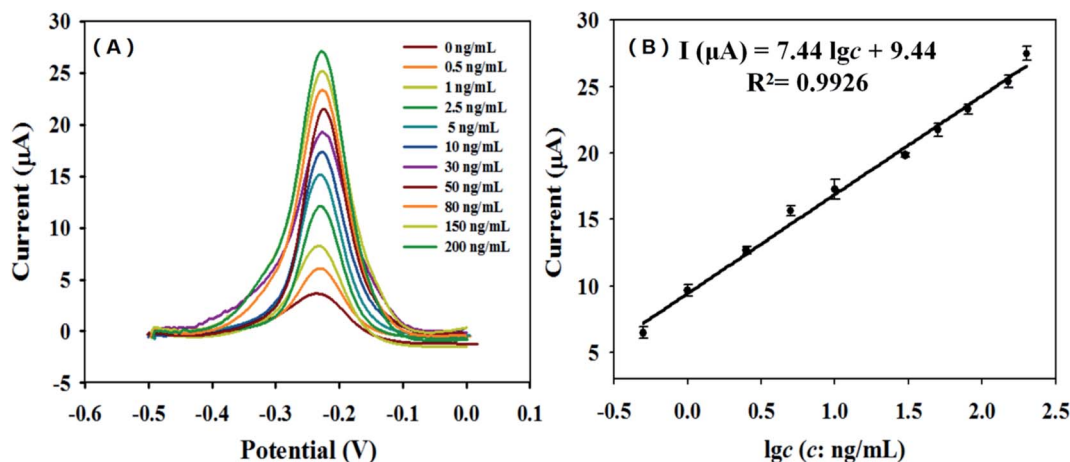 (A)
30
25
20
15
10
5
0
-5
Current (µA)
0 ng/mL
0.5 ng/mL
1 ng/mL
2.5 ng/mL
5 ng/mL
10 ng/mL
30 ng/mL
50 ng/mL
80 ng/mL
150 ng/mL
200 ng/mL
-0.6 -0.5 -0.4 -0.3 -0.2 -0.1 0.0 0.1
Potential (V)
(B) I (µA) = 7.44 lgc + 9.44
R²= 0.9926
30
25
20
15
10
5
Current (µA)
-0.5 0.0 0.5 1.0 1.5 2.0 2.5
lgc (c: ng/mL)